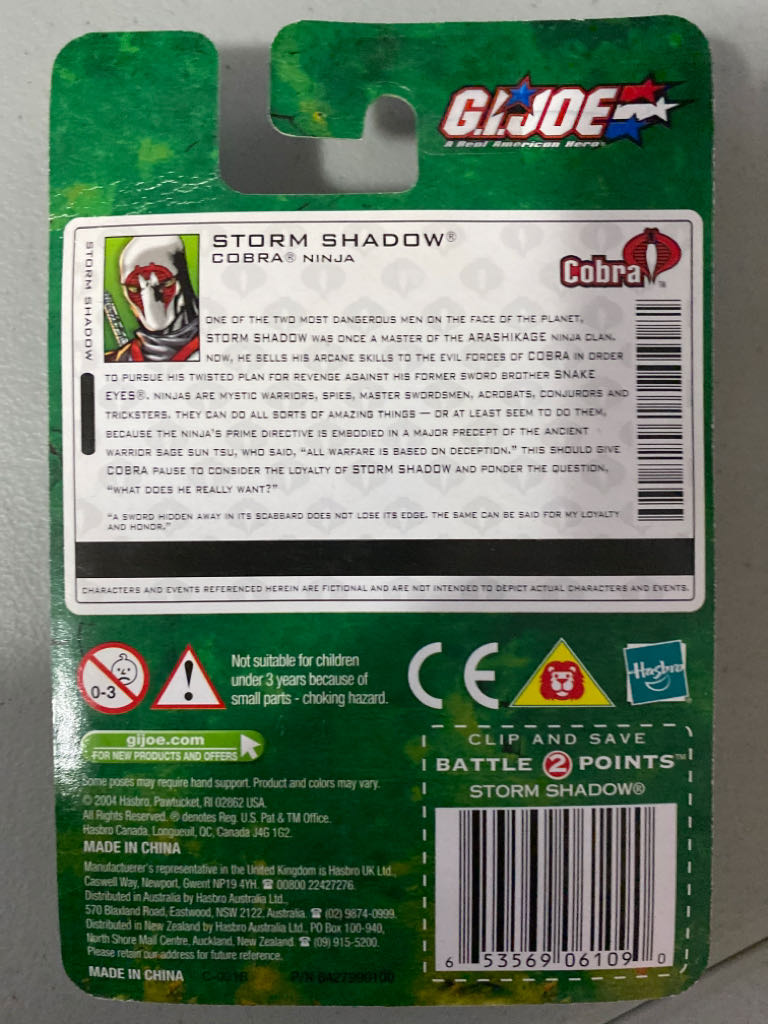 G.I. JOE
A Real American Hero
STORM SHADOW
STORM SHADOW®
COBRA® NINJA
Cobra™
ONE OF THE TWO MOST DANGEROUS MEN ON THE FACE OF THE PLANET,
STORM SHADOW WAS ONCE A MASTER OF THE ARASHIKAGE NINJA CLAN.
NOW, HE SELLS HIS ARCANE SKILLS TO THE EVIL FORCES OF COBRA IN ORDER
TO PURSUE HIS TWISTED PLAN FOR REVENGE AGAINST HIS FORMER SWORD BROTHER SNAKE
EYES®. NINJAS ARE MYSTIC WARRIORS, SPIES, MASTER SWORDSMEN, ACROBATS, CONJURORS AND
TRICKSTERS. THEY CAN DO ALL SORTS OF AMAZING THINGS — OR AT LEAST SEEM TO DO THEM,
BECAUSE THE NINJA'S PRIME DIRECTIVE IS EMBODIED IN A MAJOR PRECEPT OF THE ANCIENT
WARRIOR SAGE SUN TSU, WHO SAID, "ALL WARFARE IS BASED ON DECEPTION." THIS SHOULD GIVE
COBRA PAUSE TO CONSIDER THE LOYALTY OF STORM SHADOW AND PONDER THE QUESTION,
"WHAT DOES HE REALLY WANT?"
"A SWORD HIDDEN AWAY IN ITS SCABBARD DOES NOT LOSE ITS EDGE. THE SAME CAN BE SAID FOR MY LOYALTY
AND HONOR."
CHARACTERS AND EVENTS REFERENCED HEREIN ARE FICTIONAL AND ARE NOT INTENDED TO DEPICT ACTUAL CHARACTERS AND EVENTS.
0-3
Not suitable for children
under 3 years because of
small parts - choking hazard.
CE
Hasbro
gijoe.com
FOR NEW PRODUCTS AND OFFERS
Some poses may require hand support. Product and colors may vary.
© 2004 Hasbro, Pawtucket, RI 02862 USA.
All Rights Reserved. ® denotes Reg. U.S. Pat & TM Office.
Hasbro Canada, Longueuil, QC, Canada J4G 1G2.
MADE IN CHINA
Manufacturer's representative in the United Kingdom is Hasbro UK Ltd.,
Caswell Way, Newport, Gwent NP19 4YH. ☎ 00800 22427276.
Distributed in Australia by Hasbro Australia Ltd.,
570 Blaxland Road, Eastwood, NSW 2122, Australia. ☎ (02) 9874-0999.
Distributed in New Zealand by Hasbro Australia Ltd., PO Box 100-940,
North Shore Mail Centre, Auckland, New Zealand. ☎ (09) 915-5200.
Please retain our address for future reference.
MADE IN CHINA
CLIP AND SAVE
BATTLE 2 POINTS™
STORM SHADOW®
6 53569 06109 0